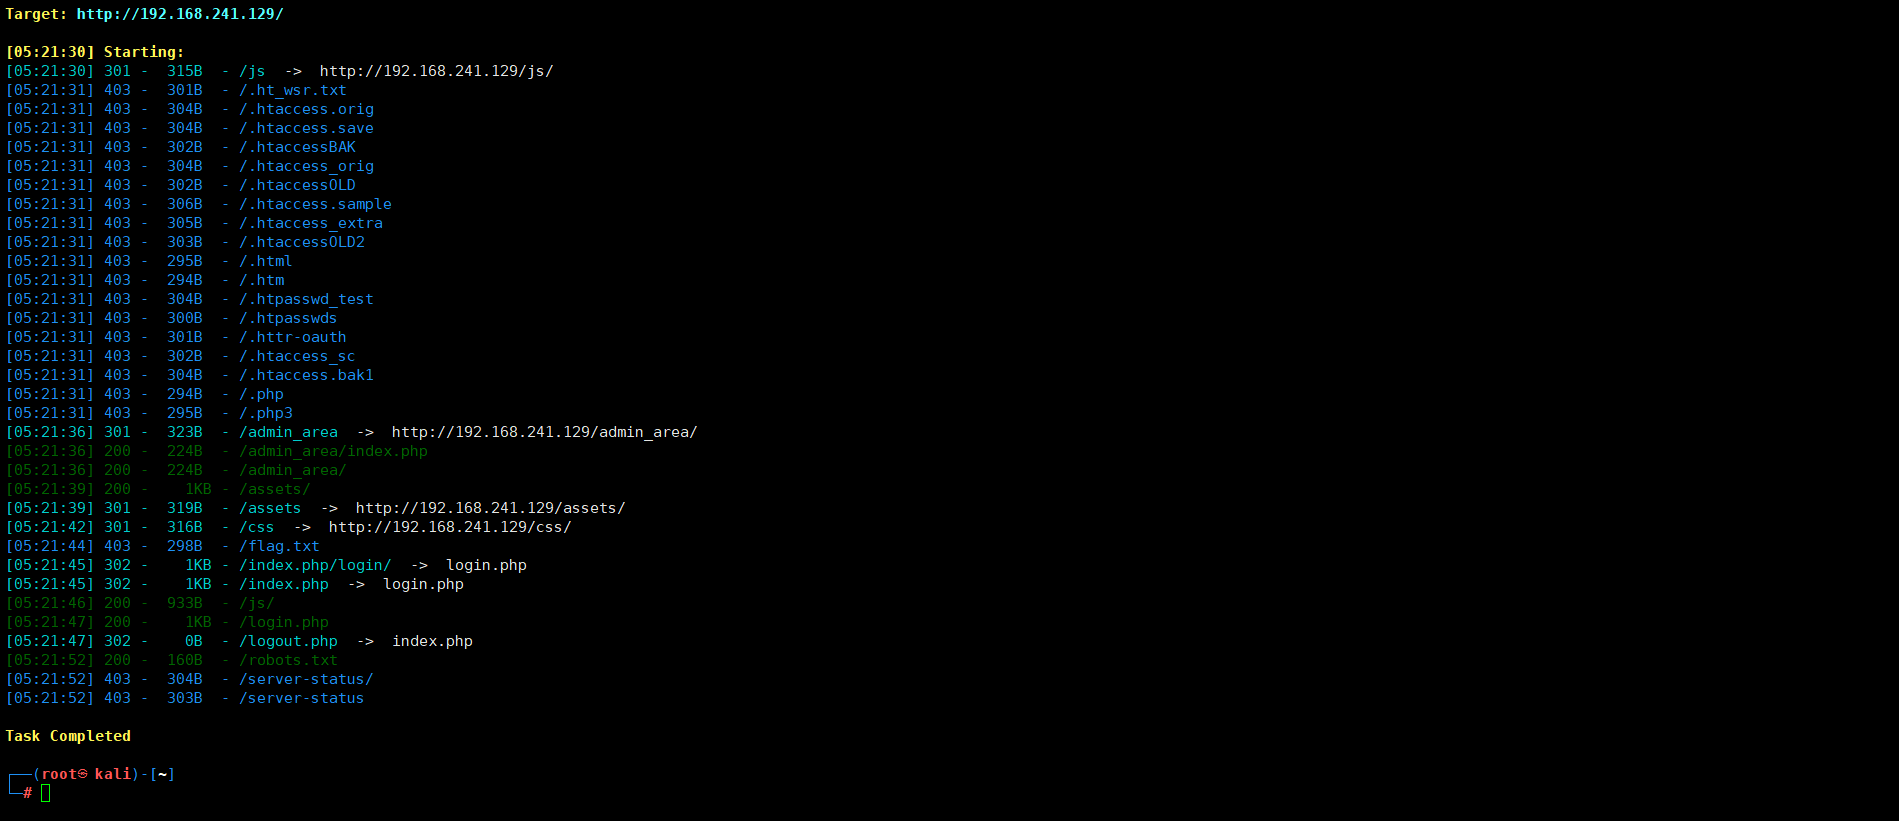 Target: http://192.168.241.129/
[05:21:30] Starting:
[05:21:30] 301 -  315B  - /js  ->  http://192.168.241.129/js/
[05:21:31] 403 -  301B  - /.ht_wsr.txt
[05:21:31] 403 -  304B  - /.htaccess.orig
[05:21:31] 403 -  304B  - /.htaccess.save
[05:21:31] 403 -  302B  - /.htaccessBAK
[05:21:31] 403 -  304B  - /.htaccess_orig
[05:21:31] 403 -  302B  - /.htaccessOLD
[05:21:31] 403 -  306B  - /.htaccess.sample
[05:21:31] 403 -  305B  - /.htaccess_extra
[05:21:31] 403 -  303B  - /.htaccessOLD2
[05:21:31] 403 -  295B  - /.html
[05:21:31] 403 -  294B  - /.htm
[05:21:31] 403 -  304B  - /.htpasswd_test
[05:21:31] 403 -  300B  - /.htpasswds
[05:21:31] 403 -  301B  - /.httr-oauth
[05:21:31] 403 -  302B  - /.htaccess_sc
[05:21:31] 403 -  304B  - /.htaccess.bak1
[05:21:31] 403 -  294B  - /.php
[05:21:31] 403 -  295B  - /.php3
[05:21:36] 301 -  323B  - /admin_area  ->  http://192.168.241.129/admin_area/
[05:21:36] 200 -  224B  - /admin_area/index.php
[05:21:36] 200 -  224B  - /admin_area/
[05:21:39] 200 -    1KB - /assets/
[05:21:39] 301 -  319B  - /assets  ->  http://192.168.241.129/assets/
[05:21:42] 301 -  316B  - /css  ->  http://192.168.241.129/css/
[05:21:44] 403 -  298B  - /flag.txt
[05:21:45] 302 -    1KB - /index.php/login/  ->  login.php
[05:21:45] 302 -    1KB - /index.php  ->  login.php
[05:21:46] 200 -  933B  - /js/
[05:21:47] 200 -    1KB - /login.php
[05:21:47] 302 -    0B  - /logout.php  ->  index.php
[05:21:52] 200 -  160B  - /robots.txt
[05:21:52] 403 -  304B  - /server-status/
[05:21:52] 403 -  303B  - /server-status
Task Completed
┌──(root㉿kali)-[~]
└─#